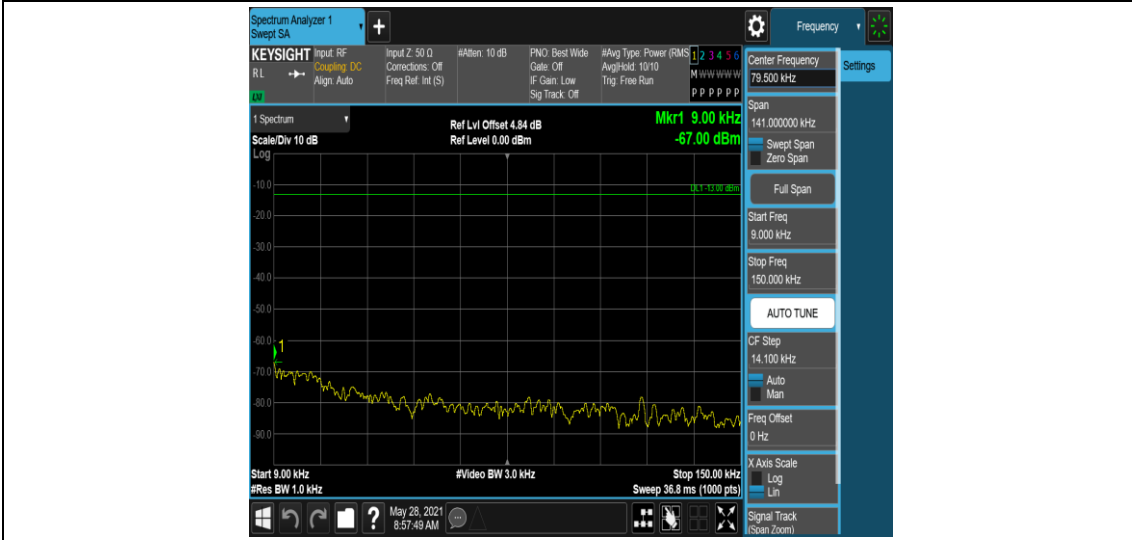 Spectrum Analyzer 1
Swept SA
+
Frequency
KEYSIGHT
RL
Input: RF
Coupling: DC
Align: Auto
Input Z: 50 Ω
Corrections: Off
Freq Ref: Int (S)
#Atten: 10 dB
PNO: Best Wide
Gate: Off
IF Gain: Low
Sig Track: Off
#Avg Type: Power (RMS
Avg|Hold: 10/10
Trig: Free Run
1 2 3 4 5 6
M W W W W W
P P P P P P
1 Spectrum
Scale/Div 10 dB
Log
Ref Lvl Offset 4.84 dB
Ref Level 0.00 dBm
Mkr1 9.00 kHz
-67.00 dBm
DL1 -13.00 dBm
-10.0
-20.0
-30.0
-40.0
-50.0
-60.0
-70.0
-80.0
-90.0
1
Start 9.00 kHz
#Res BW 1.0 kHz
#Video BW 3.0 kHz
Stop 150.00 kHz
Sweep 36.8 ms (1000 pts)
?
May 28, 2021
8:57:49 AM
Center Frequency
79.500 kHz
Settings
Span
141.000000 kHz
Swept Span
Zero Span
Full Span
Start Freq
9.000 kHz
Stop Freq
150.000 kHz
AUTO TUNE
CF Step
14.100 kHz
Auto
Man
Freq Offset
0 Hz
X Axis Scale
Log
Lin
Signal Track
(Span Zoom)